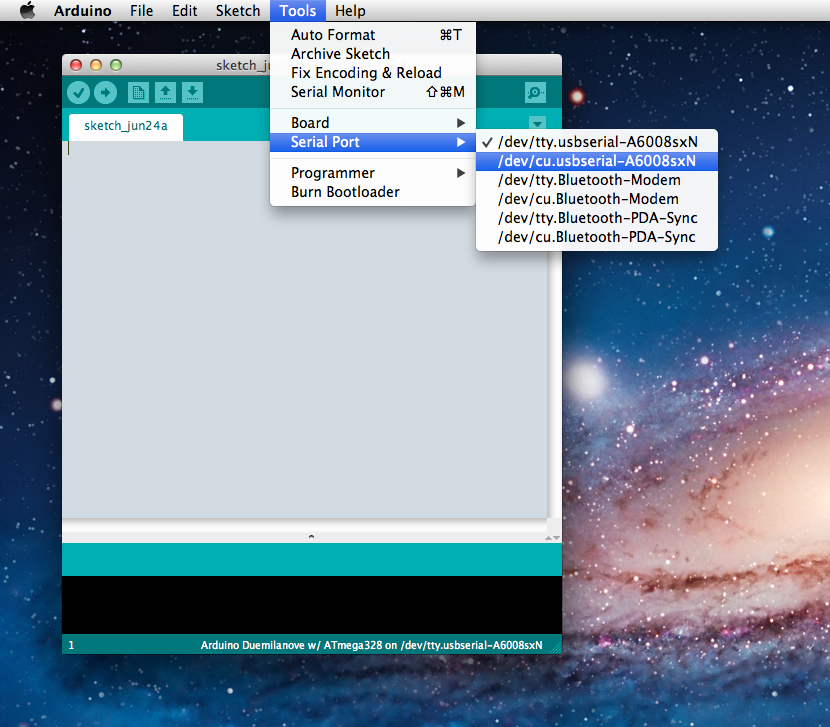 Arduino File Edit Sketch Tools Help
Auto Format ⌘T
Archive Sketch
Fix Encoding & Reload
Serial Monitor ⇧⌘M
Board
Serial Port
Programmer
Burn Bootloader
/dev/tty.usbserial-A6008sxN
/dev/cu.usbserial-A6008sxN
/dev/tty.Bluetooth-Modem
/dev/cu.Bluetooth-Modem
/dev/tty.Bluetooth-PDA-Sync
/dev/cu.Bluetooth-PDA-Sync
sketch_ju
sketch_jun24a
1 Arduino Duemilanove w/ ATmega328 on /dev/tty.usbserial-A6008sxN